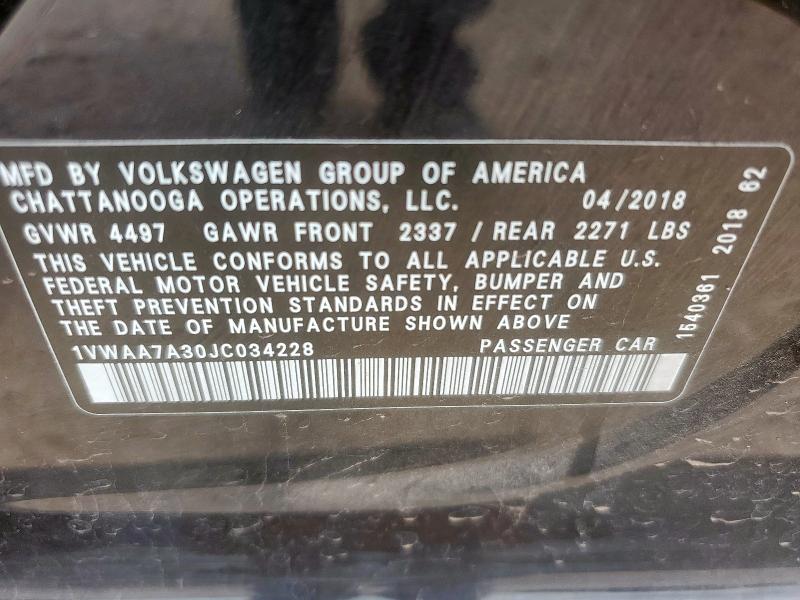 MFD BY VOLKSWAGEN GROUP OF AMERICA
CHATTANOOGA OPERATIONS, LLC. 04/2018
GVWR 4497 GAWR FRONT 2337 / REAR 2271 LBS
THIS VEHICLE CONFORMS TO ALL APPLICABLE U.S.
FEDERAL MOTOR VEHICLE SAFETY, BUMPER AND
THEFT PREVENTION STANDARDS IN EFFECT ON
THE DATE OF MANUFACTURE SHOWN ABOVE
1VWAA7A30JC034228 PASSENGER CAR
1540361 2018 62